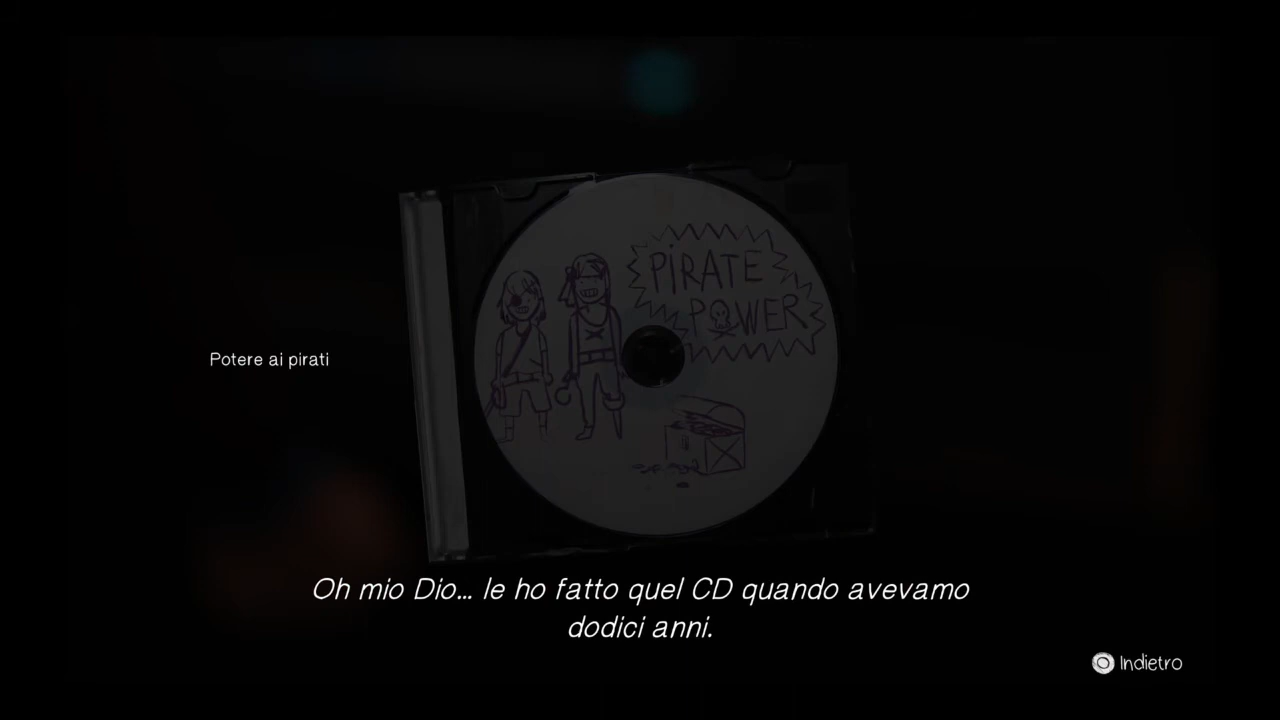 PiRATE
POWER
Potere ai pirati
Oh mio Dio... le ho fatto quel CD quando avevamo
dodici anni.
Indietro